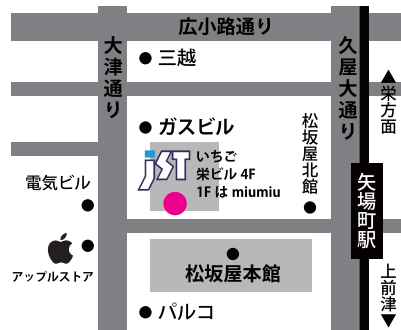 広小路通り
大津通り
久屋大通り
三越
▲栄方面
ガスビル
松坂屋北館
jST
いちご
栄ビル 4F
1F は miumiu
電気ビル
矢場町駅
アップルストア
松坂屋本館
上前津▼
パルコ